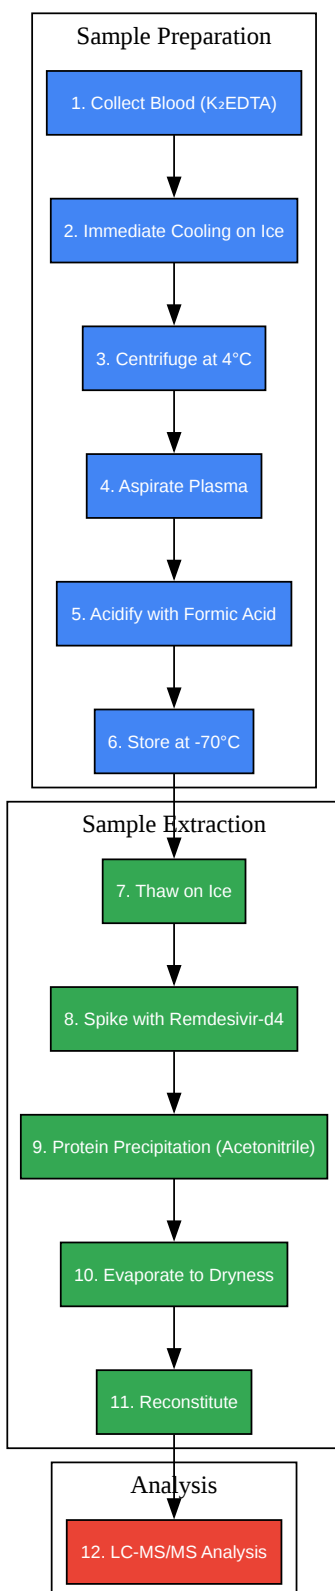 Sample Preparation
1. Collect Blood (K₂EDTA)
2. Immediate Cooling on Ice
3. Centrifuge at 4°C
4. Aspirate Plasma
5. Acidify with Formic Acid
6. Store at -70°C
Sample Extraction
7. Thaw on Ice
8. Spike with Remdesivir-d4
9. Protein Precipitation (Acetonitrile)
10. Evaporate to Dryness
11. Reconstitute
Analysis
12. LC-MS/MS Analysis